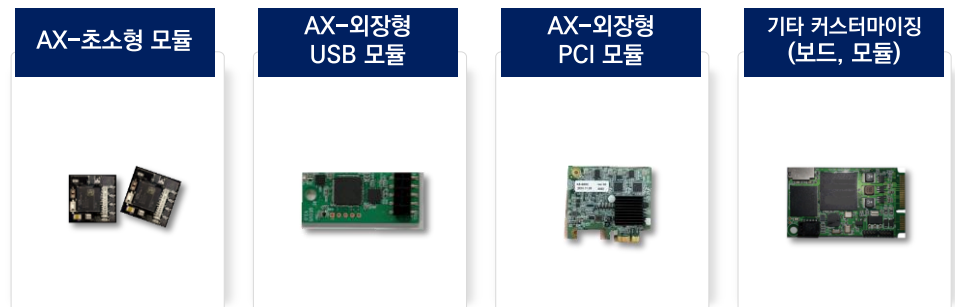 AX-초소형 모듈
AX-외장형
USB 모듈
AX-외장형
PCI 모듈
기타 커스터마이징
(보드, 모듈)